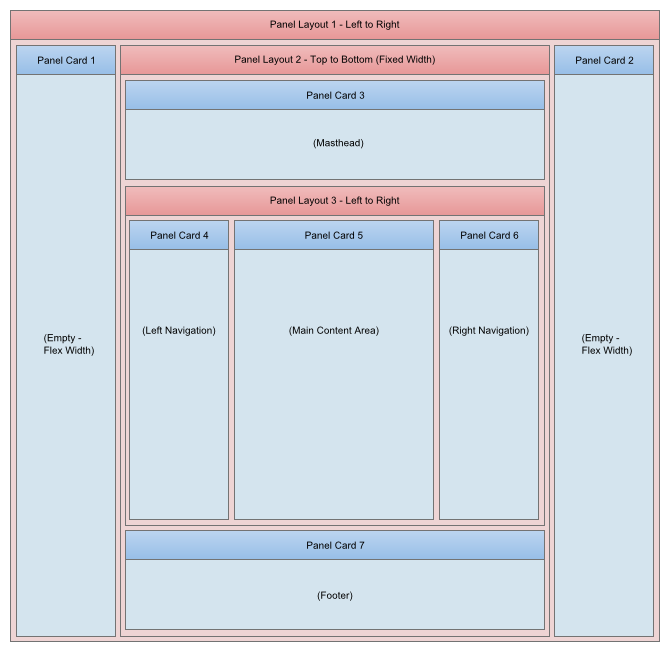 Panel Layout 1 - Left to Right
Panel Card 1
Panel Layout 2 - Top to Bottom (Fixed Width)
Panel Card 2
Panel Card 3
(Masthead)
Panel Layout 3 - Left to Right
Panel Card 4
Panel Card 5
Panel Card 6
(Left Navigation)
(Main Content Area)
(Right Navigation)
(Empty -
Flex Width)
(Empty -
Flex Width)
Panel Card 7
(Footer)